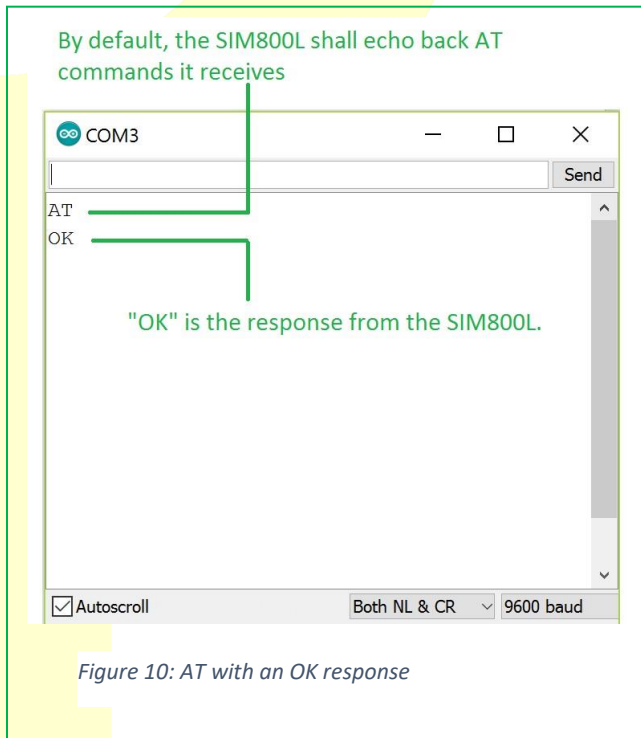 By default, the SIM800L shall echo back AT
commands it receives
COM3
Send
AT
OK
"OK" is the response from the SIM800L.
Autoscroll
Both NL & CR
9600 baud
Figure 10: AT with an OK response